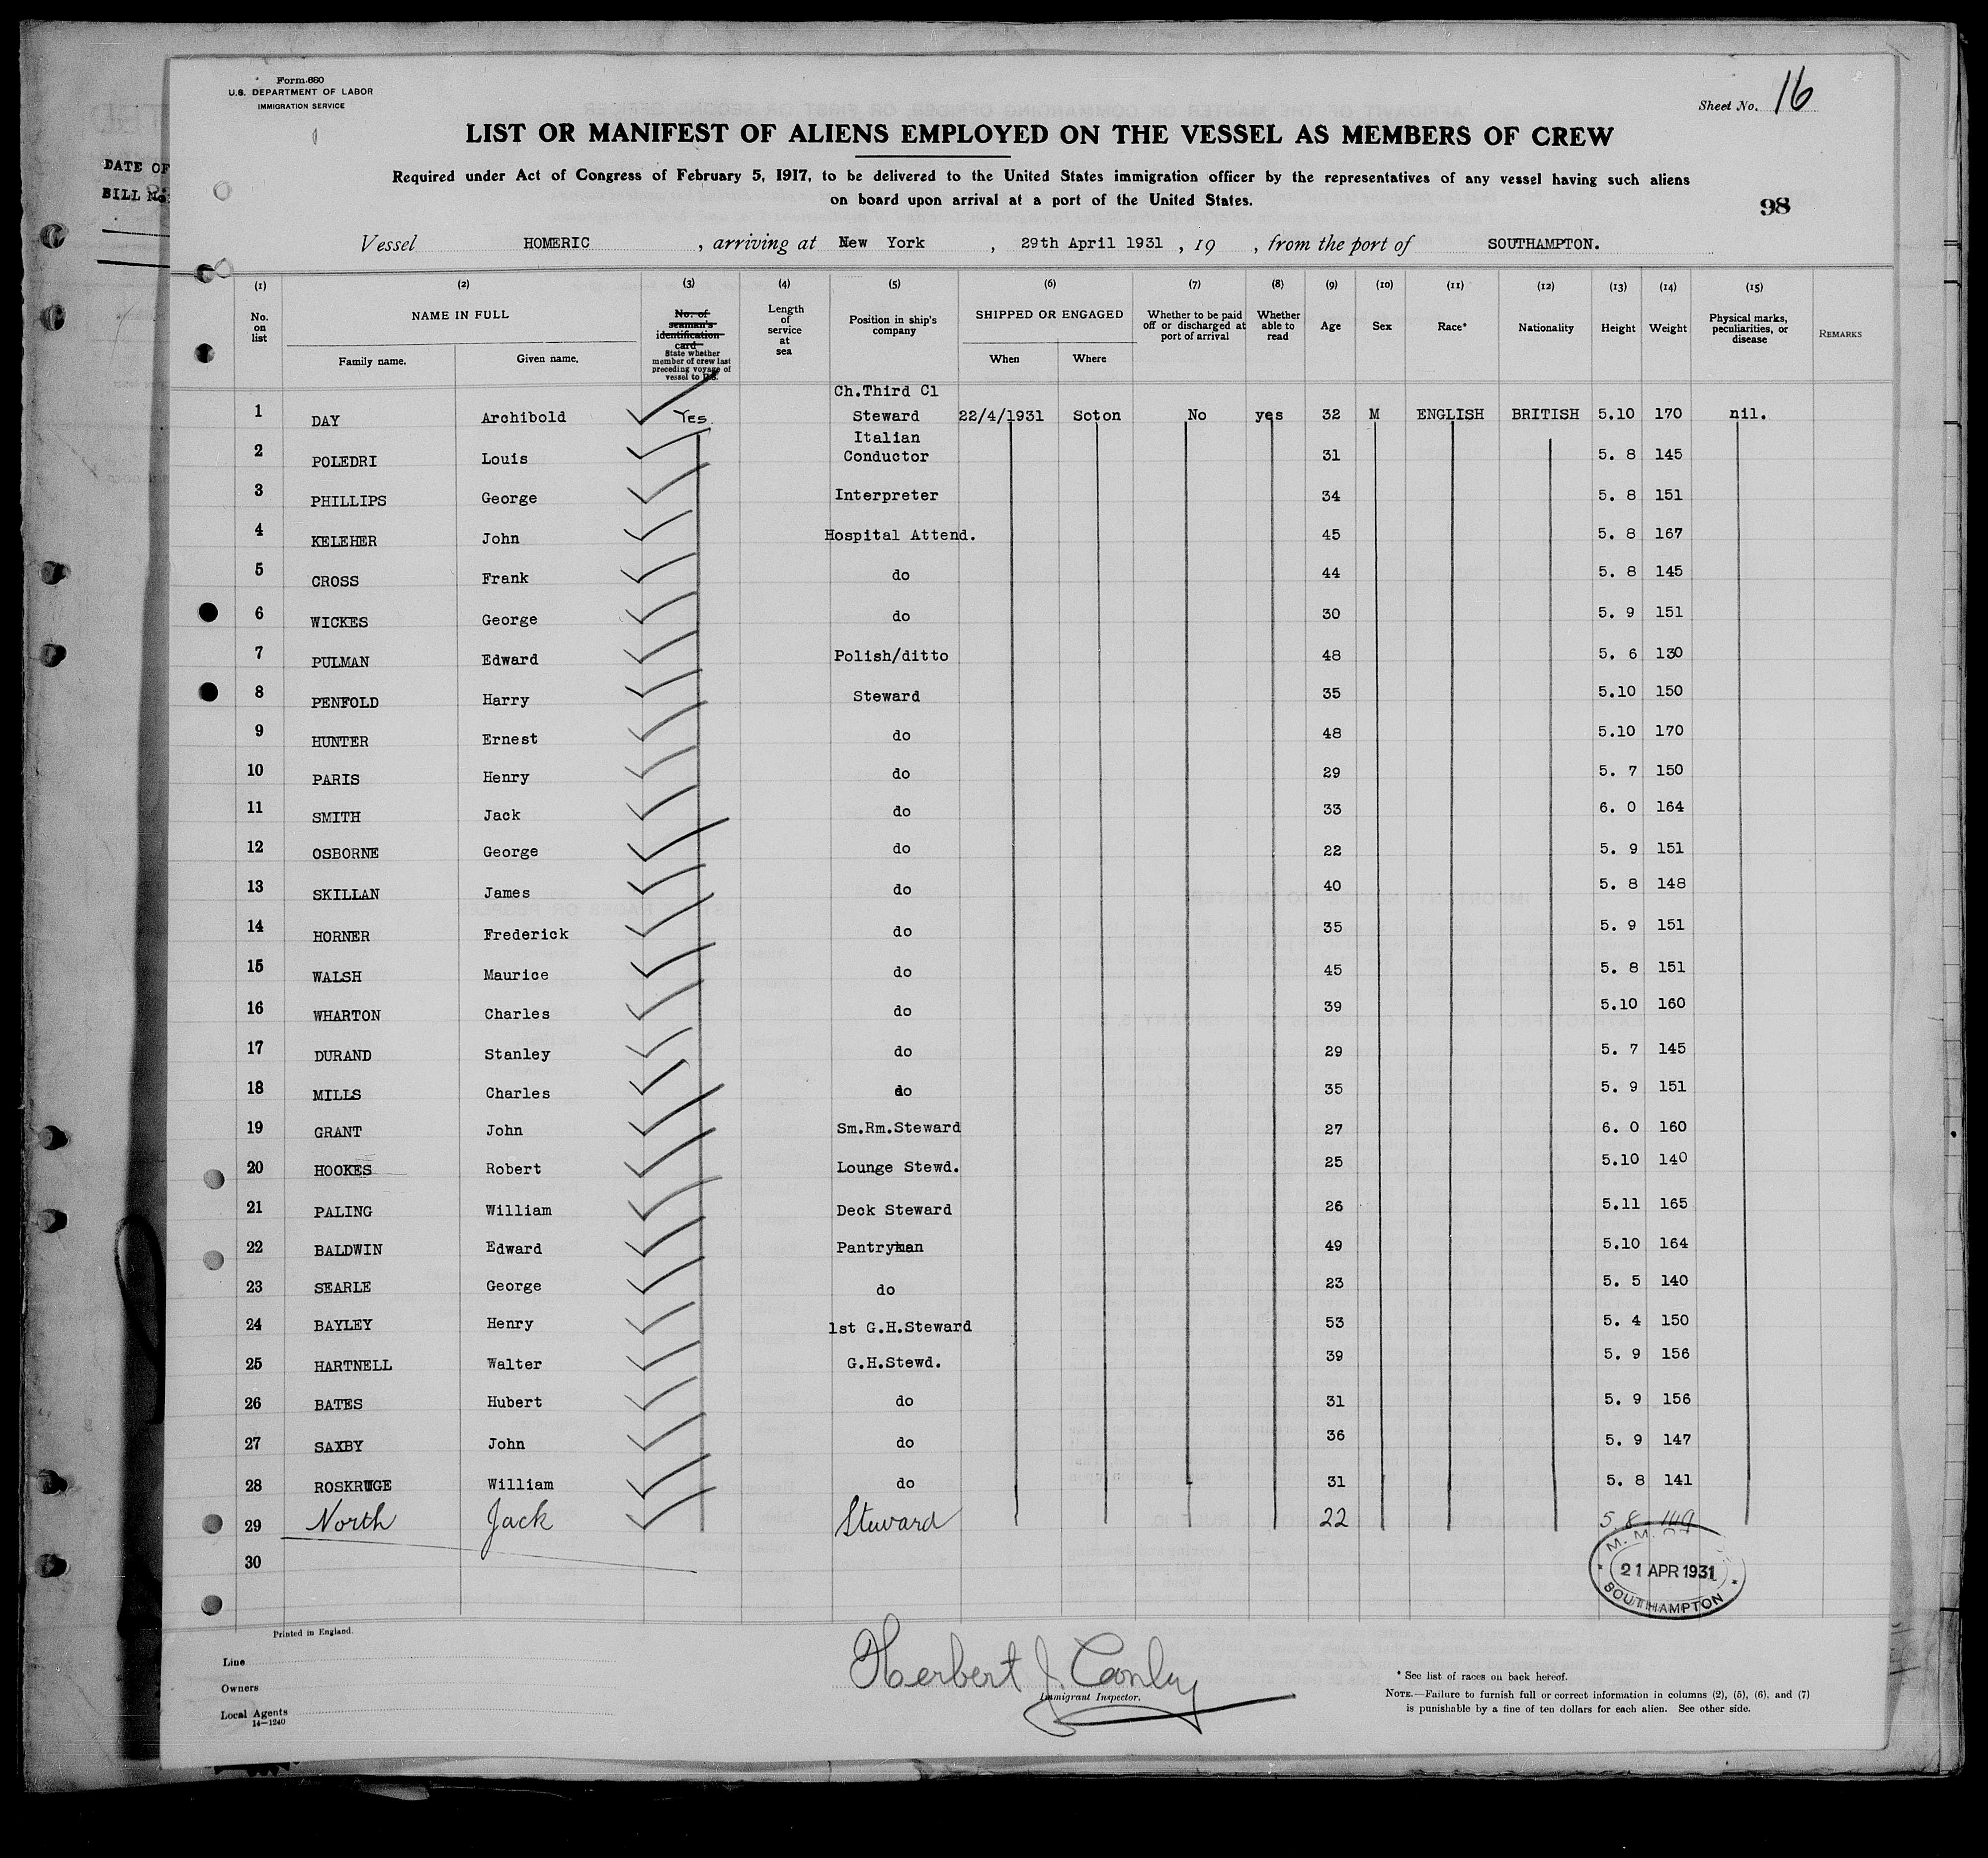 Form 680
U.S. DEPARTMENT OF LABOR
IMMIGRATION SERVICE
Sheet No. 16
LIST OR MANIFEST OF ALIENS EMPLOYED ON THE VESSEL AS MEMBERS OF CREW
DATE OF
BILL No.
Required under Act of Congress of February 5, 1917, to be delivered to the United States immigration officer by the representatives of any vessel having such aliens
on board upon arrival at a port of the United States.
98
Vessel HOMERIC , arriving at New York , 29th April 1931 , 19 , from the port of SOUTHAMPTON.
(1) (2) (3) (4) (5) (6) (7) (8) (9) (10) (11) (12) (13) (14) (15)
No. on list
NAME IN FULL
Family name. Given name.
No. of seaman's identification card
State whether member of crew last preceding voyage of vessel to U.S.
Length of service at sea
Position in ship's company
SHIPPED OR ENGAGED
When Where
Whether to be paid off or discharged at port of arrival
Whether able to read
Age Sex Race* Nationality Height Weight
Physical marks, peculiarities, or disease
REMARKS
1 DAY Archibold Yes. Ch.Third Cl Steward 22/4/1931 Soton No yes 32 M ENGLISH BRITISH 5.10 170 nil.
2 POLEDRI Louis Italian Conductor 31 5. 8 145
3 PHILLIPS George Interpreter 34 5. 8 151
4 KELEHER John Hospital Attend. 45 5. 8 167
5 CROSS Frank do 44 5. 8 145
6 WICKES George do 30 5. 9 151
7 PULMAN Edward Polish/ditto 48 5. 6 130
8 PENFOLD Harry Steward 35 5.10 150
9 HUNTER Ernest do 48 5.10 170
10 PARIS Henry do 29 5. 7 150
11 SMITH Jack do 33 6. 0 164
12 OSBORNE George do 22 5. 9 151
13 SKILLAN James do 40 5. 8 148
14 HORNER Frederick do 35 5. 9 151
15 WALSH Maurice do 45 5. 8 151
16 WHARTON Charles do 39 5.10 160
17 DURAND Stanley do 29 5. 7 145
18 MILLS Charles do 35 5. 9 151
19 GRANT John Sm.Rm.Steward 27 6. 0 160
20 HOOKES Robert Lounge Stewd. 25 5.10 140
21 PALING William Deck Steward 26 5.11 165
22 BALDWIN Edward Pantryman 49 5.10 164
23 SEARLE George do 23 5. 5 140
24 BAYLEY Henry 1st G.H.Steward 53 5. 4 150
25 HARTNELL Walter G.H.Stewd. 39 5. 9 156
26 BATES Hubert do 31 5. 9 156
27 SAXBY John do 36 5. 9 147
28 ROSKRUGE William do 31 5. 8 141
29 North Jack Steward 22 5.8 149
30
21 APR 1931
SOUTHAMPTON
Printed in England.
Line
Owners
Local Agents
14—1240
Herbert J. Conley
Immigrant Inspector.
* See list of races on back hereof.
NOTE.—Failure to furnish full or correct information in columns (2), (5), (6), and (7)
is punishable by a fine of ten dollars for each alien. See other side.